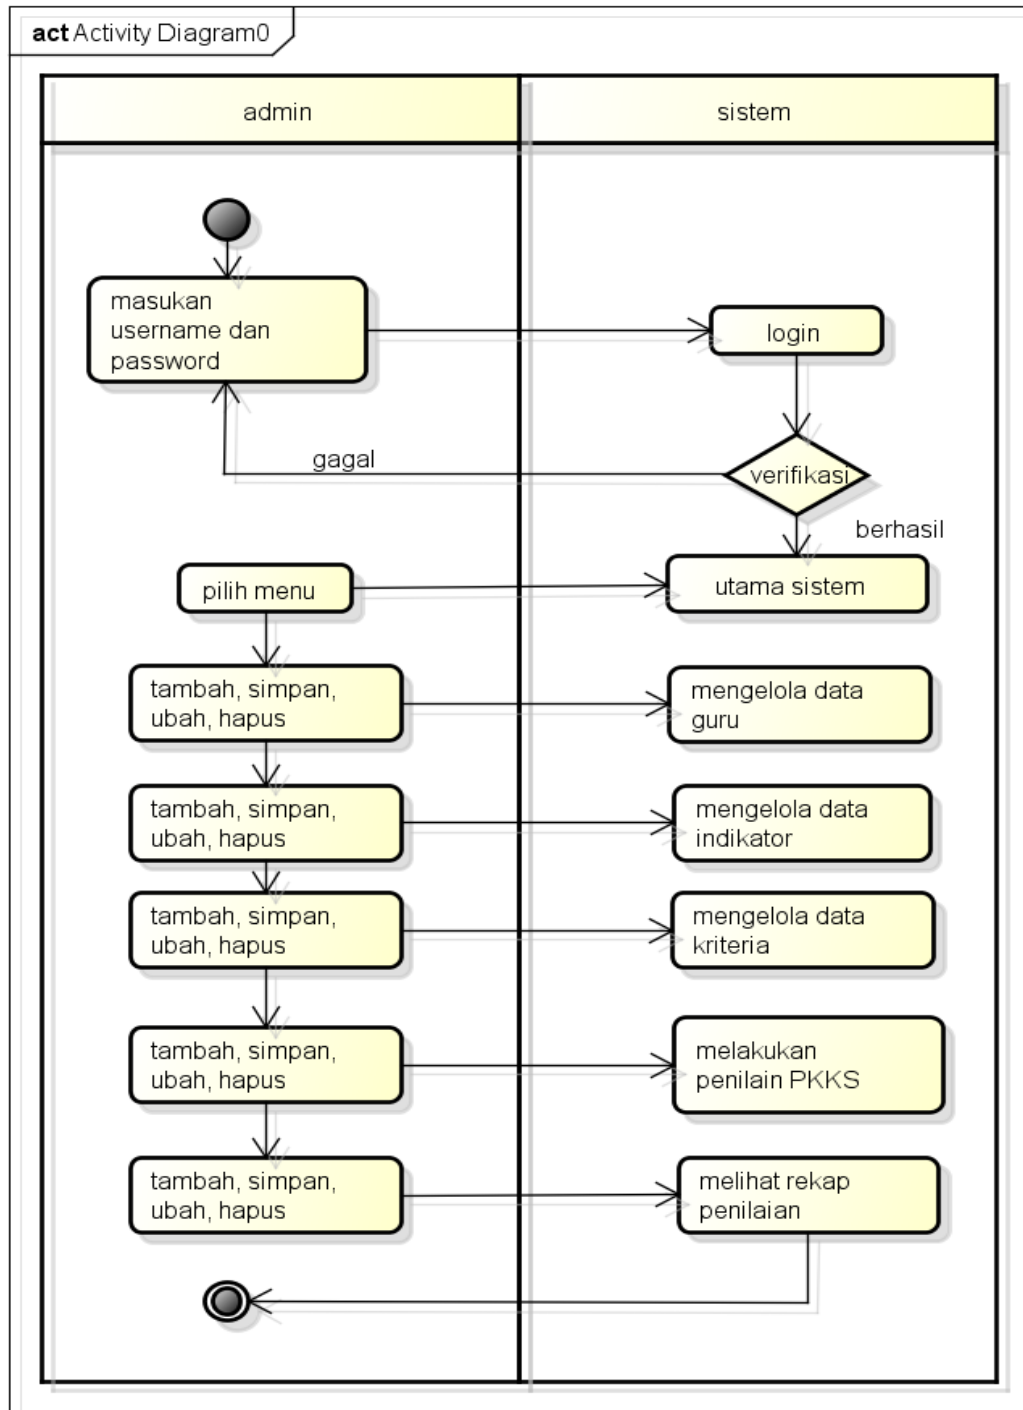 act Activity Diagram0
admin
sistem
masukan
username dan
password
login
verifikasi
gagal
berhasil
pilih menu
utama sistem
tambah, simpan,
ubah, hapus
mengelola data
guru
tambah, simpan,
ubah, hapus
mengelola data
indikator
tambah, simpan,
ubah, hapus
mengelola data
kriteria
tambah, simpan,
ubah, hapus
melakukan
penilain PKKS
tambah, simpan,
ubah, hapus
melihat rekap
penilaian